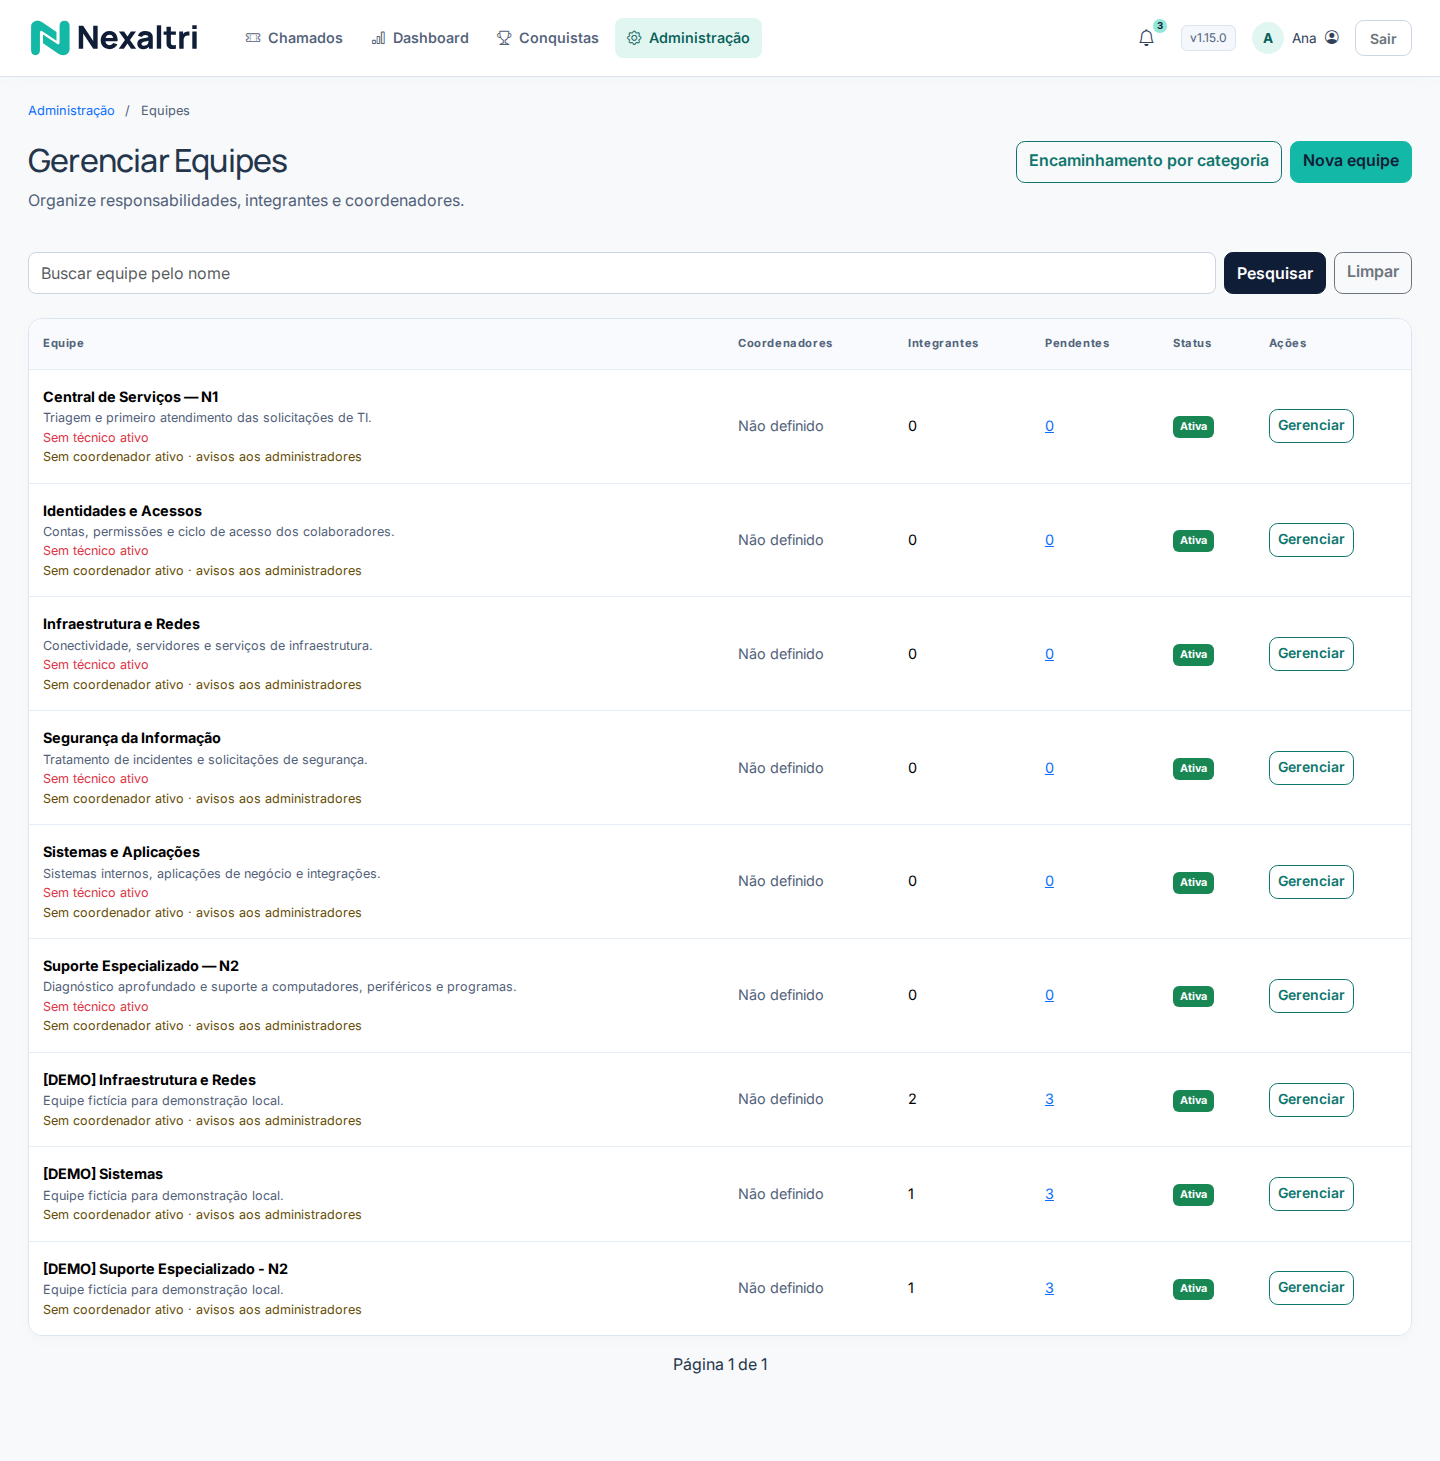 Nexaltri Chamados Dashboard Conquistas Administração 3 v1.15.0 A Ana Sair
Administração / Equipes
Gerenciar Equipes
Encaminhamento por categoria Nova equipe
Organize responsabilidades, integrantes e coordenadores.
Buscar equipe pelo nome Pesquisar Limpar
Equipe Coordenadores Integrantes Pendentes Status Ações
Central de Serviços — N1
Triagem e primeiro atendimento das solicitações de TI.
Sem técnico ativo
Sem coordenador ativo · avisos aos administradores
Não definido 0 0 Ativa Gerenciar
Identidades e Acessos
Contas, permissões e ciclo de acesso dos colaboradores.
Sem técnico ativo
Sem coordenador ativo · avisos aos administradores
Não definido 0 0 Ativa Gerenciar
Infraestrutura e Redes
Conectividade, servidores e serviços de infraestrutura.
Sem técnico ativo
Sem coordenador ativo · avisos aos administradores
Não definido 0 0 Ativa Gerenciar
Segurança da Informação
Tratamento de incidentes e solicitações de segurança.
Sem técnico ativo
Sem coordenador ativo · avisos aos administradores
Não definido 0 0 Ativa Gerenciar
Sistemas e Aplicações
Sistemas internos, aplicações de negócio e integrações.
Sem técnico ativo
Sem coordenador ativo · avisos aos administradores
Não definido 0 0 Ativa Gerenciar
Suporte Especializado — N2
Diagnóstico aprofundado e suporte a computadores, periféricos e programas.
Sem técnico ativo
Sem coordenador ativo · avisos aos administradores
Não definido 0 0 Ativa Gerenciar
[DEMO] Infraestrutura e Redes
Equipe fictícia para demonstração local.
Sem coordenador ativo · avisos aos administradores
Não definido 2 3 Ativa Gerenciar
[DEMO] Sistemas
Equipe fictícia para demonstração local.
Sem coordenador ativo · avisos aos administradores
Não definido 1 3 Ativa Gerenciar
[DEMO] Suporte Especializado - N2
Equipe fictícia para demonstração local.
Sem coordenador ativo · avisos aos administradores
Não definido 1 3 Ativa Gerenciar
Página 1 de 1